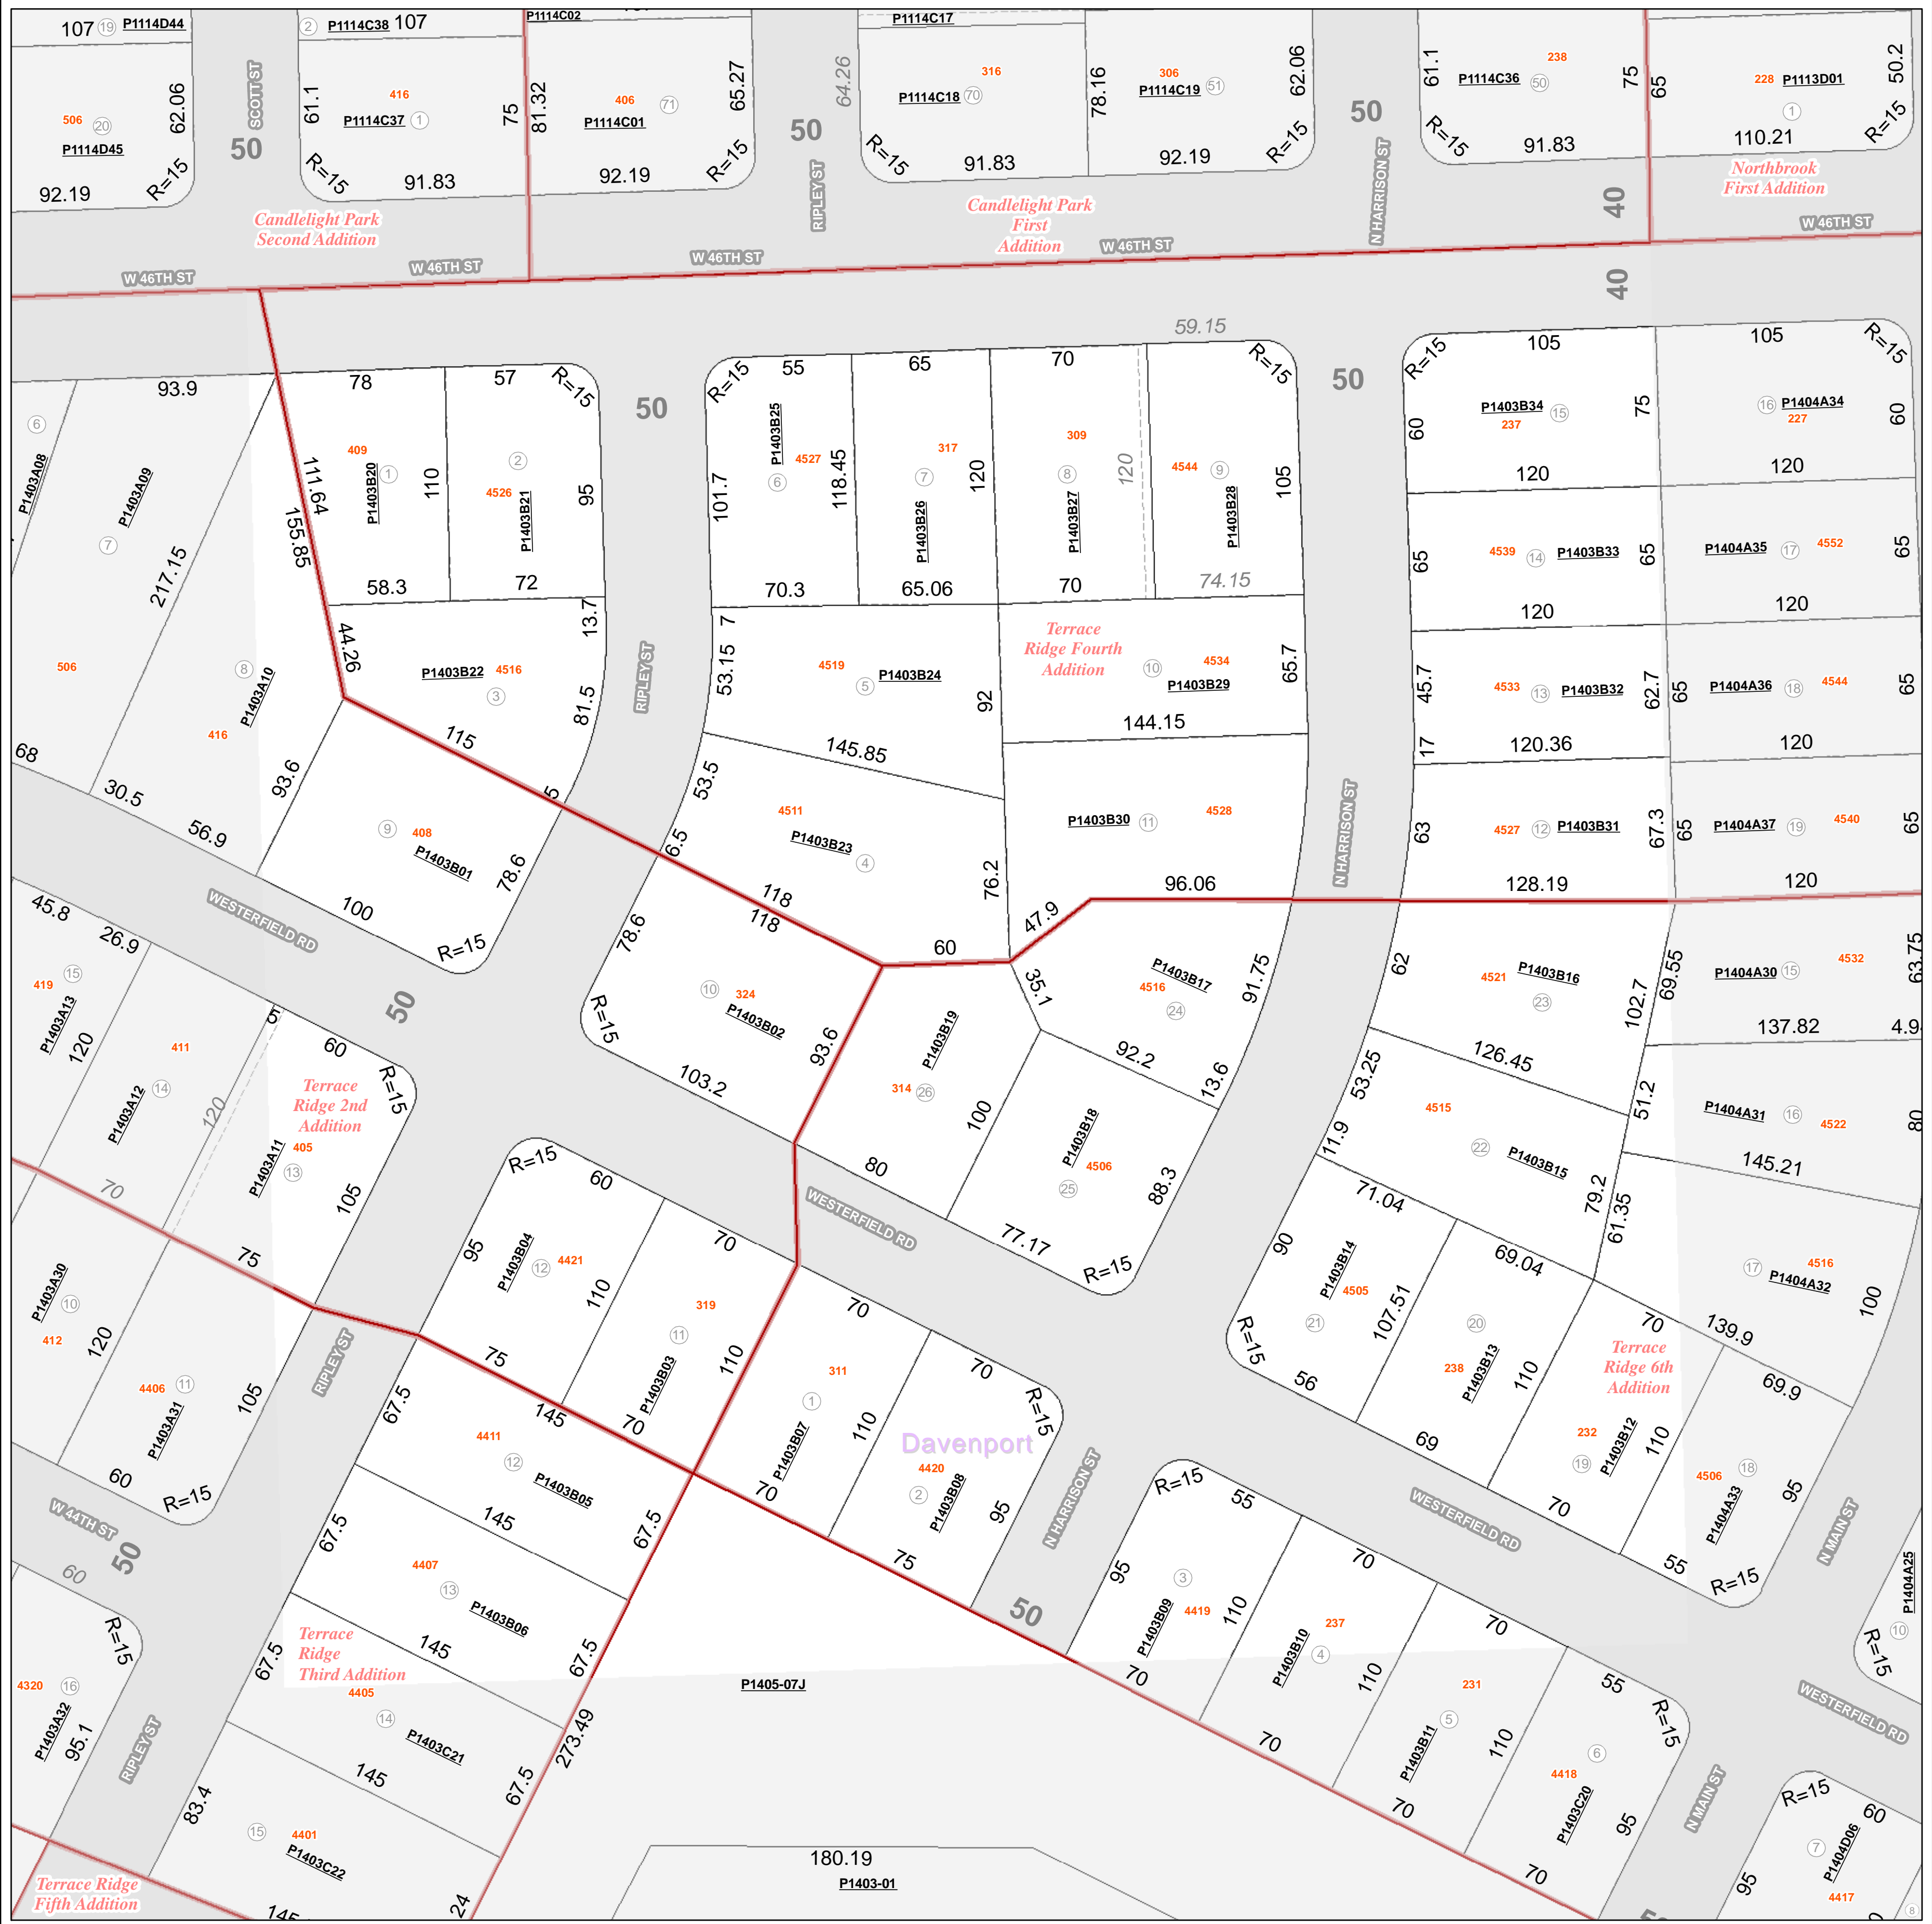 107 19 P1114D44
2 P1114C38 107
P1114C02
P1114C17
506 20
P1114D45
62.06
R=15
92.19
SCOTT ST
50
61.1
416
P1114C37 1
75
R=15
91.83
81.32
406 71
P1114C01
65.27
R=15
92.19
50
RIPLEY ST
64.26
316
P1114C18 70
R=15
91.83
78.16
306
P1114C19 51
62.06
R=15
92.19
50
N HARRISON ST
61.1
238
P1114C36 50
75
R=15
91.83
65
228 P1113D01
1
50.2
R=15
110.21
Candlelight Park
Second Addition
Candlelight Park
First
Addition
Northbrook
First Addition
40
40
W 46TH ST
W 46TH ST
W 46TH ST
W 46TH ST
W 46TH ST
93.9
6
P1403A08
P1403A09
7
217.15
506
68
30.5
8
P1403A10
416
56.9
93.6
111.64
155.85
44.26
78
409
P1403B20
1
110
58.3
57
R=15
2
4526
P1403B21
95
72
13.7
P1403B22 4516
3
81.5
115
5
50
RIPLEY ST
R=15
55
P1403B25
4527
6
101.7
118.45
70.3
65
317
7
P1403B26
120
65.06
70
309
8
P1403B27
120
70
59.15
R=15
4544 9
P1403B28
105
74.15
7
53.15
4519
P1403B24
5
92
145.85
Terrace
Ridge Fourth
Addition
10
4534
P1403B29
65.7
144.15
53.5
6.5
4511
P1403B23
4
118
76.2
60
P1403B30 11
4528
96.06
47.9
50
N HARRISON ST
R=15
105
P1403B34 15
237
60
75
120
65
4539 14 P1403B33
65
120
45.7
17
4533 13 P1403B32
62.7
120.36
63
4527 12 P1403B31
67.3
128.19
105
R=15
16 P1404A34
227
60
120
P1404A35 17 4552
65
120
65
P1404A36 18 4544
65
120
65
P1404A37 19 4540
65
120
9 408
P1403B01
78.6
100
R=15
WESTERFIELD RD
50
45.8
26.9
419 15
P1403A13
120
411
14
P1403A12
120
70
5
60
R=15
Terrace
Ridge 2nd
Addition
405
P1403A11
13
105
75
78.6
118
10 324
P1403B02
R=15
93.6
103.2
P1403B19
314 26
35.1
100
80
P1403B17
4516
24
91.75
92.2
13.6
P1403B18
4506
25
88.3
77.17
R=15
62
4521 P1403B16
23
102.7
126.45
53.25
11.9
4515
22
P1403B15
79.2
69.55
P1404A30 15 4532
63.75
137.82
4.94
51.2
P1404A31 16
4522
80
145.21
61.35
4516
17 P1404A32
100
139.9
71.04
90
P1403B14
4505
21
R=15
107.51
56
69.04
20
238
P1403B13
110
69
70
Terrace
Ridge 6th
Addition
232
P1403B12
19
110
70
69.9
4506 18
P1404A33
95
55
R=15
N MAIN ST
P1404A25
10
R=15
WESTERFIELD RD
P1403A30
10
412
120
4406 11
P1403A31
105
60
R=15
RIPLEY ST
W 44TH ST
50
R=15
60
95
P1403B04
12 4421
110
75
70
319
11
P1403B03
110
70
WESTERFIELD RD
67.5
145
4411
12
P1403B05
67.5
145
67.5
4407
13
P1403B06
67.5
145
67.5
Terrace
Ridge
Third Addition
4405
14
P1403C21
67.5
145
273.49
83.4
15 4401
P1403C22
24
145
60
R=15
4320 16
P1403A32
95.1
RIPLEY ST
Terrace Ridge
Fifth Addition
70
311
1
P1403B07
110
70
70
R=15
Davenport
4420
2
P1403B08
95
75
N HARRISON ST
50
R=15
55
95
3
4419
P1403B09
110
70
70
237
P1403B10 4
110
70
70
231
P1403B11 5
110
70
WESTERFIELD RD
55
R=15
6
4418
P1403C20
95
70
N MAIN ST
R=15
60
7
P1404D06
95
4417
8
P1405-07J
180.19
P1403-01